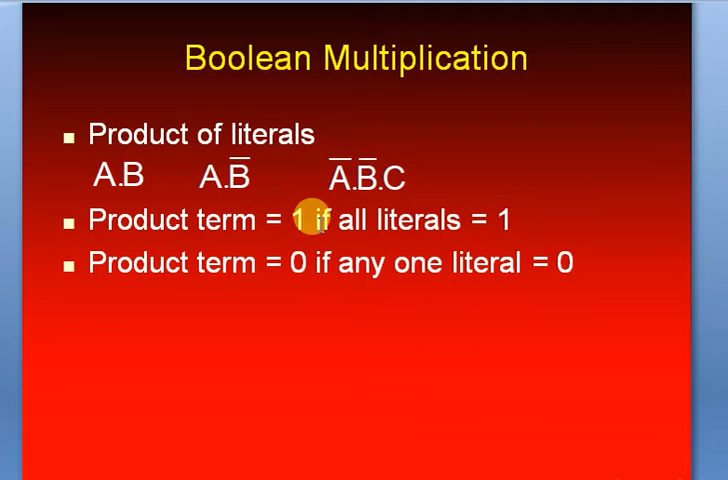 Boolean Multiplication
▪ Product of literals
A.B A.B̅ A̅.B̅.C
▪ Product term = 1 if all literals = 1
▪ Product term = 0 if any one literal = 0